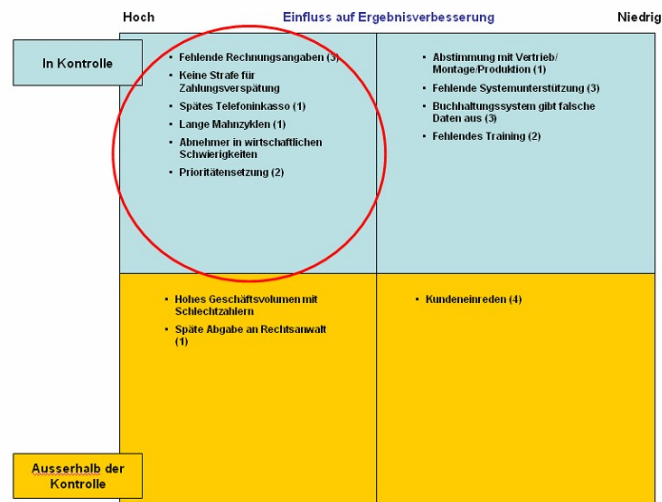 Hoch Einfluss auf Ergebnisverbesserung Niedrig
In Kontrolle
• Fehlende Rechnungsangaben (3)
• Keine Strafe für
Zahlungsverspätung
• Spätes Telefoninkasso (1)
• Lange Mahnzyklen (1)
• Abnehmer in wirtschaftlichen
Schwierigkeiten
• Prioritätensetzung (2)
• Abstimmung mit Vertrieb/
Montage/Produktion (1)
• Fehlende Systemunterstützung (3)
• Buchhaltungssystem gibt falsche
Daten aus (3)
• Fehlendes Training (2)
• Hohes Geschäftsvolumen mit
Schlechtzahlern
• Späte Abgabe an Rechtsanwalt
(1)
• Kundeneinreden (4)
Ausserhalb der
Kontrolle